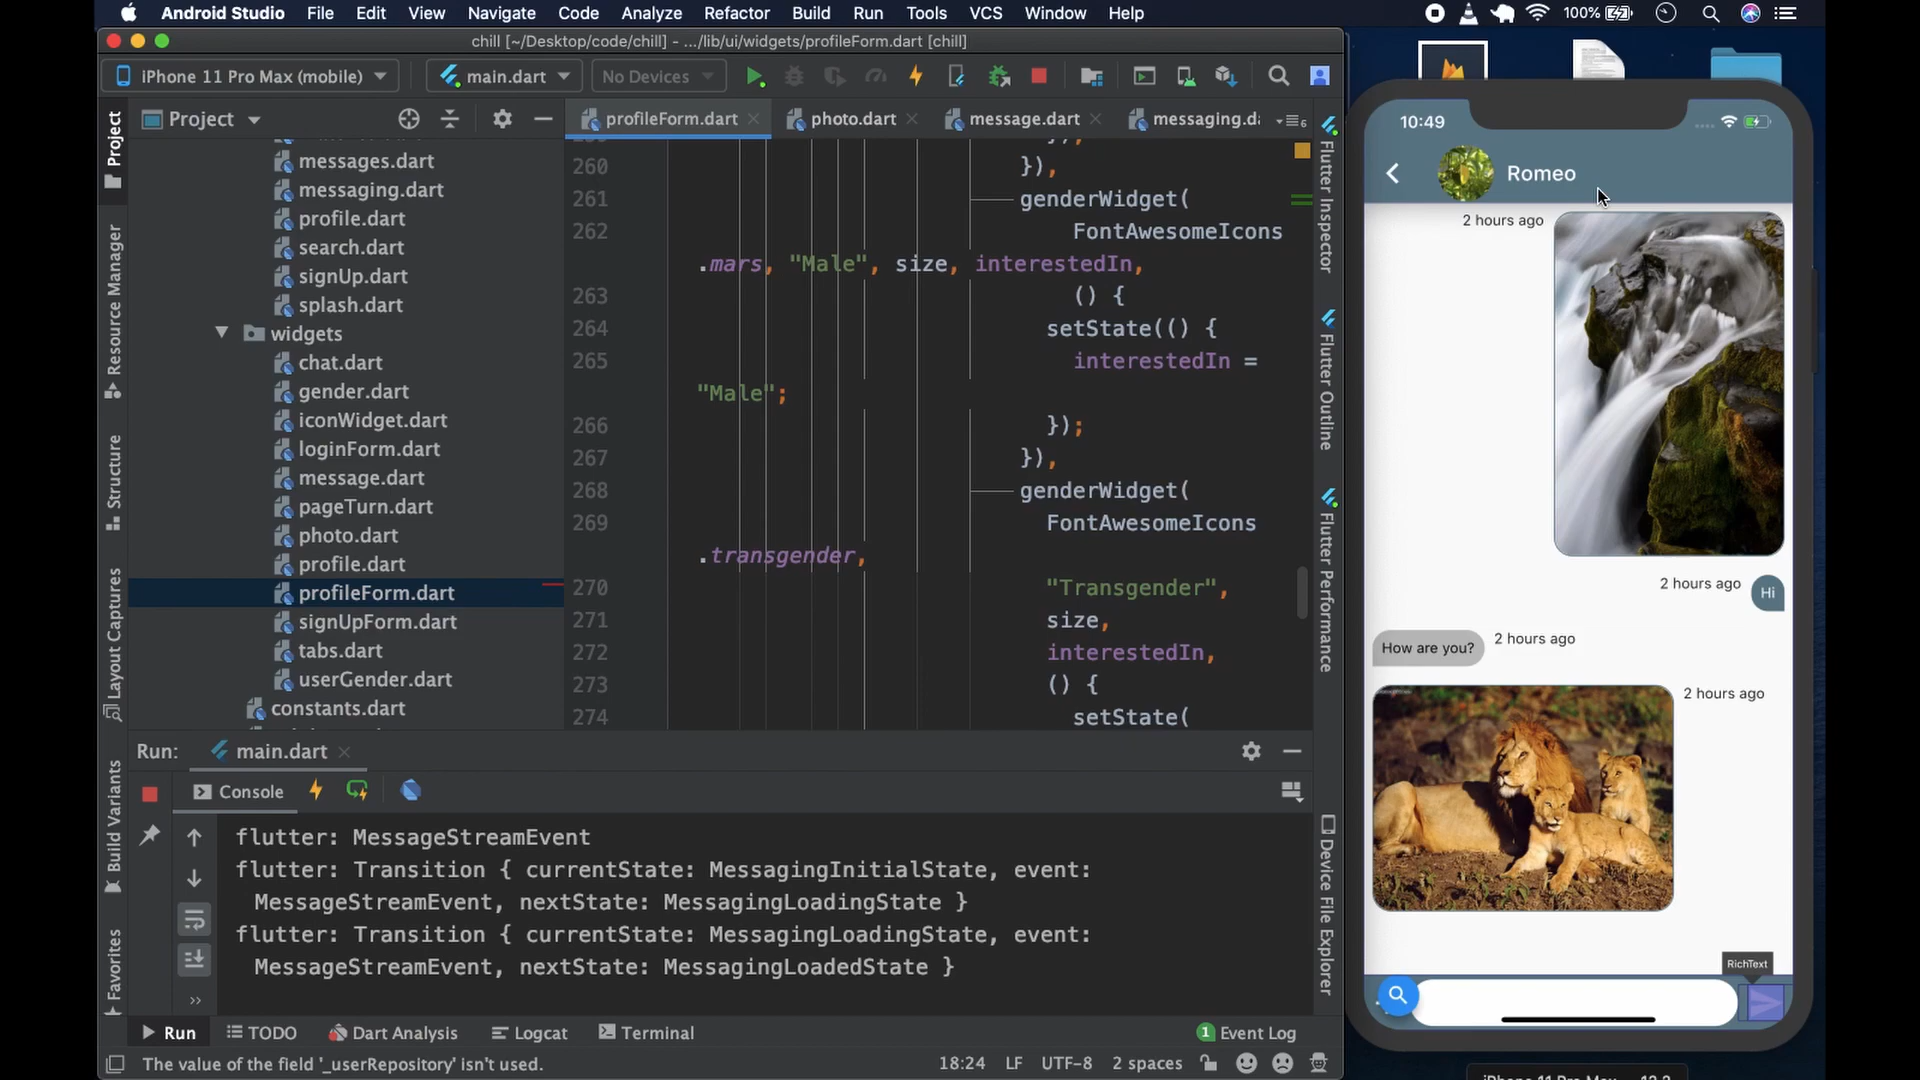 Android Studio File Edit View Navigate Code Analyze Refactor Build Run Tools VCS Window Help 100%
chill [~/Desktop/code/chill] - .../lib/ui/widgets/profileForm.dart [chill]
iPhone 11 Pro Max (mobile) main.dart No Devices
Project
profileForm.dart photo.dart message.dart messaging.da
Project
Resource Manager
Structure
Layout Captures
Build Variants
Favorites
messages.dart
messaging.dart
profile.dart
search.dart
signUp.dart
splash.dart
widgets
chat.dart
gender.dart
iconWidget.dart
loginForm.dart
message.dart
pageTurn.dart
photo.dart
profile.dart
profileForm.dart
signUpForm.dart
tabs.dart
userGender.dart
constants.dart
260 }),
261 genderWidget(
262 FontAwesomeIcons
.mars, "Male", size, interestedIn,
263 () {
264 setState(() {
265 interestedIn =
"Male";
266 });
267 }),
268 genderWidget(
269 FontAwesomeIcons
.transgender,
270 "Transgender",
271 size,
272 interestedIn,
273 () {
274 setState(
Flutter Inspector
Flutter Outline
Flutter Performance
Device File Explorer
Run: main.dart
Console
flutter: MessageStreamEvent
flutter: Transition { currentState: MessagingInitialState, event:
MessageStreamEvent, nextState: MessagingLoadingState }
flutter: Transition { currentState: MessagingLoadingState, event:
MessageStreamEvent, nextState: MessagingLoadedState }
Run TODO Dart Analysis Logcat Terminal 1 Event Log
The value of the field '_userRepository' isn't used. 18:24 LF UTF-8 2 spaces
10:49
Romeo
2 hours ago
2 hours ago Hi
How are you? 2 hours ago
2 hours ago
RichText